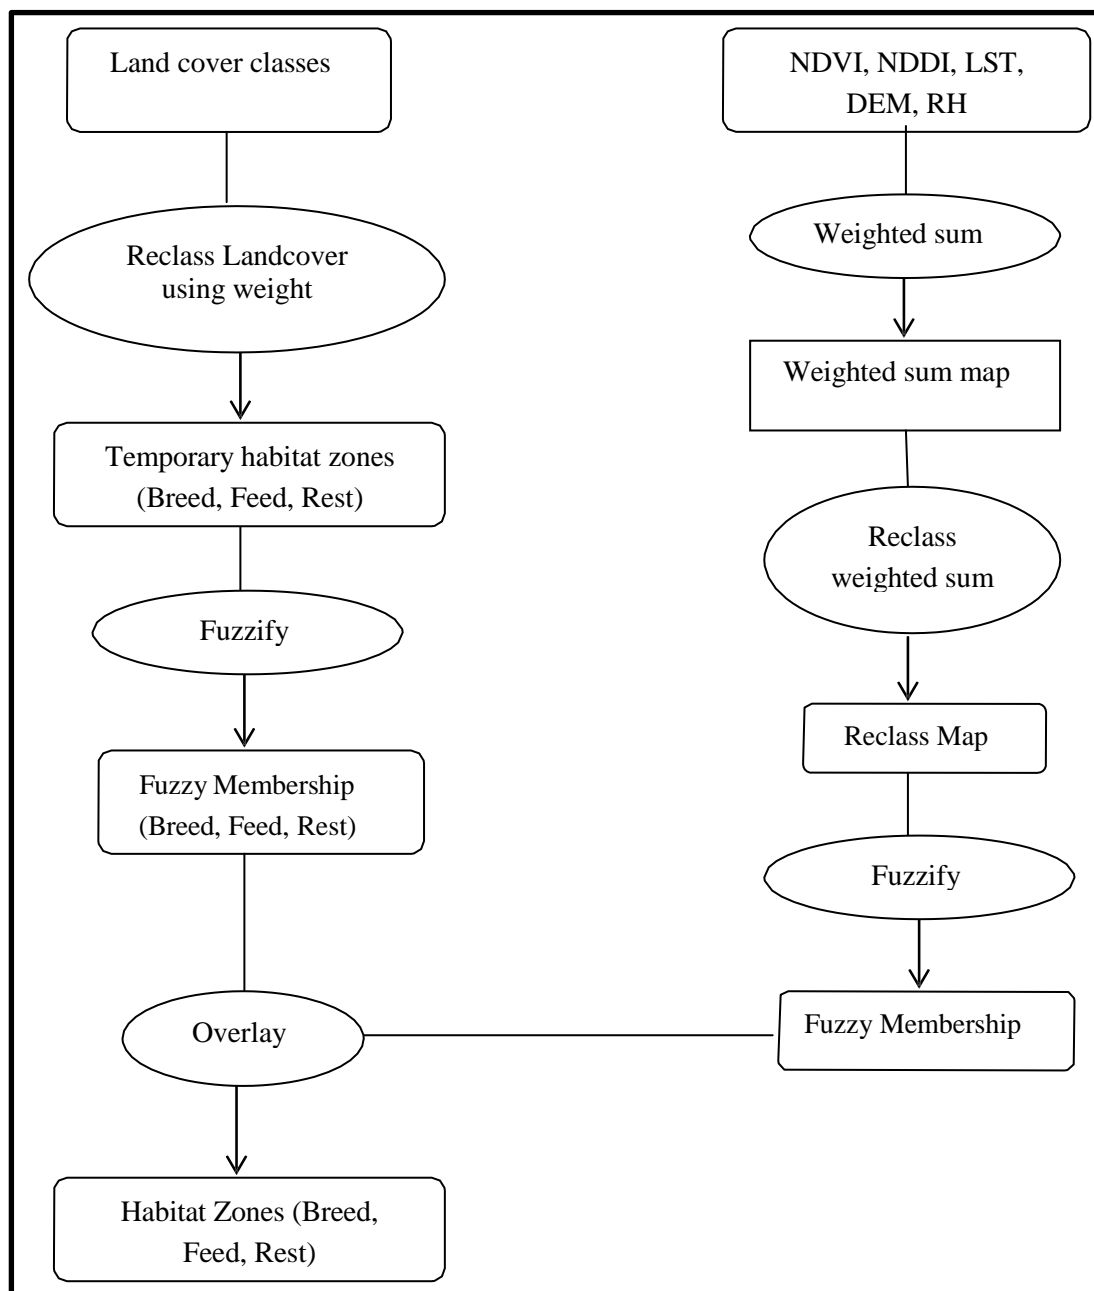 Land cover classes
Reclass Landcover
using weight
Temporary habitat zones
(Breed, Feed, Rest)
Fuzzify
Fuzzy Membership
(Breed, Feed, Rest)
Overlay
Habitat Zones (Breed,
Feed, Rest)
NDVI, NDDI, LST,
DEM, RH
Weighted sum
Weighted sum map
Reclass
weighted sum
Reclass Map
Fuzzify
Fuzzy Membership